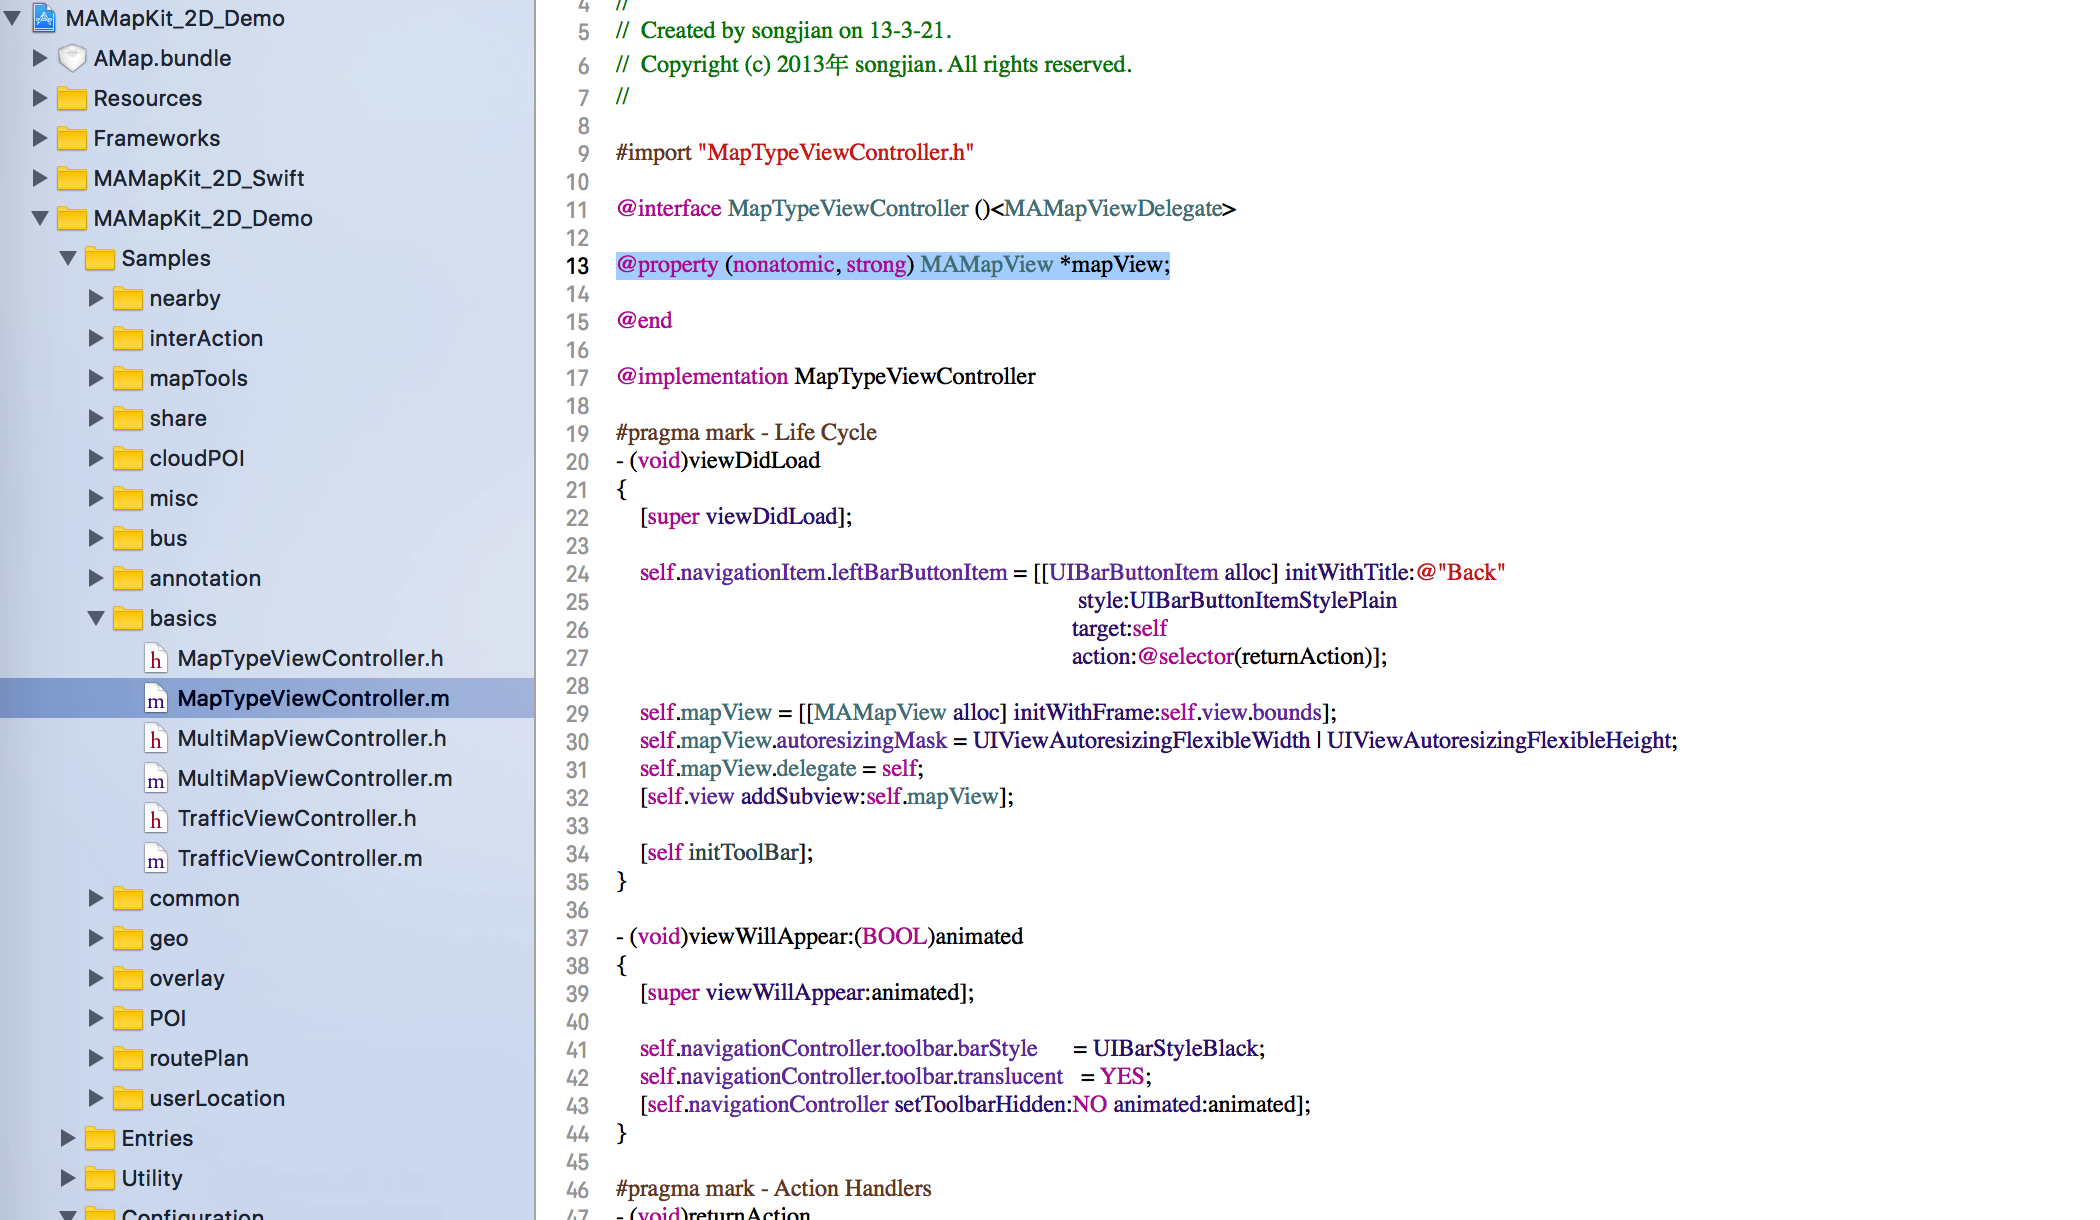 MAMapKit_2D_Demo
AMap.bundle
Resources
Frameworks
MAMapKit_2D_Swift
MAMapKit_2D_Demo
Samples
nearby
interAction
mapTools
share
cloudPOI
misc
bus
annotation
basics
h MapTypeViewController.h
m MapTypeViewController.m
h MultiMapViewController.h
m MultiMapViewController.m
h TrafficViewController.h
m TrafficViewController.m
common
geo
overlay
POI
routePlan
userLocation
Entries
Utility
Configuration
4 //
5 //  Created by songjian on 13-3-21.
6 //  Copyright (c) 2013年 songjian. All rights reserved.
7 //
8
9 #import "MapTypeViewController.h"
10
11 @interface MapTypeViewController ()<MAMapViewDelegate>
12
13 @property (nonatomic, strong) MAMapView *mapView;
14
15 @end
16
17 @implementation MapTypeViewController
18
19 #pragma mark - Life Cycle
20 - (void)viewDidLoad
21 {
22     [super viewDidLoad];
23
24     self.navigationItem.leftBarButtonItem = [[UIBarButtonItem alloc] initWithTitle:@"Back"
25 style:UIBarButtonItemStylePlain
26 target:self
27 action:@selector(returnAction)];
28
29     self.mapView = [[MAMapView alloc] initWithFrame:self.view.bounds];
30     self.mapView.autoresizingMask = UIViewAutoresizingFlexibleWidth | UIViewAutoresizingFlexibleHeight;
31     self.mapView.delegate = self;
32     [self.view addSubview:self.mapView];
33
34     [self initToolBar];
35 }
36
37 - (void)viewWillAppear:(BOOL)animated
38 {
39     [super viewWillAppear:animated];
40
41     self.navigationController.toolbar.barStyle      = UIBarStyleBlack;
42     self.navigationController.toolbar.translucent   = YES;
43     [self.navigationController setToolbarHidden:NO animated:animated];
44 }
45
46 #pragma mark - Action Handlers
47 - (void)returnAction